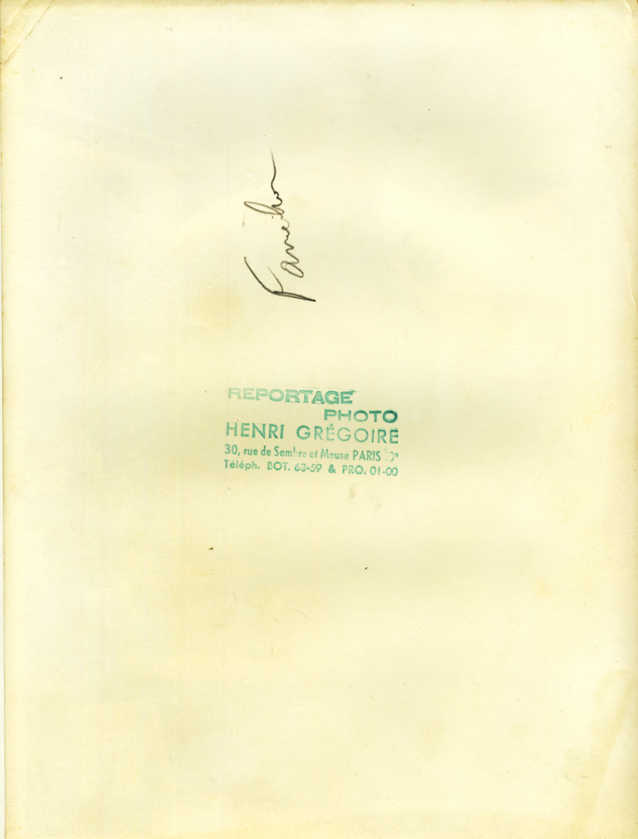 REPORTAGE
PHOTO
HENRI GRÉGOIRE
30, rue de Sambre et Meuse PARIS
Téléph. BOT. 63-59 & PRO. 01-00